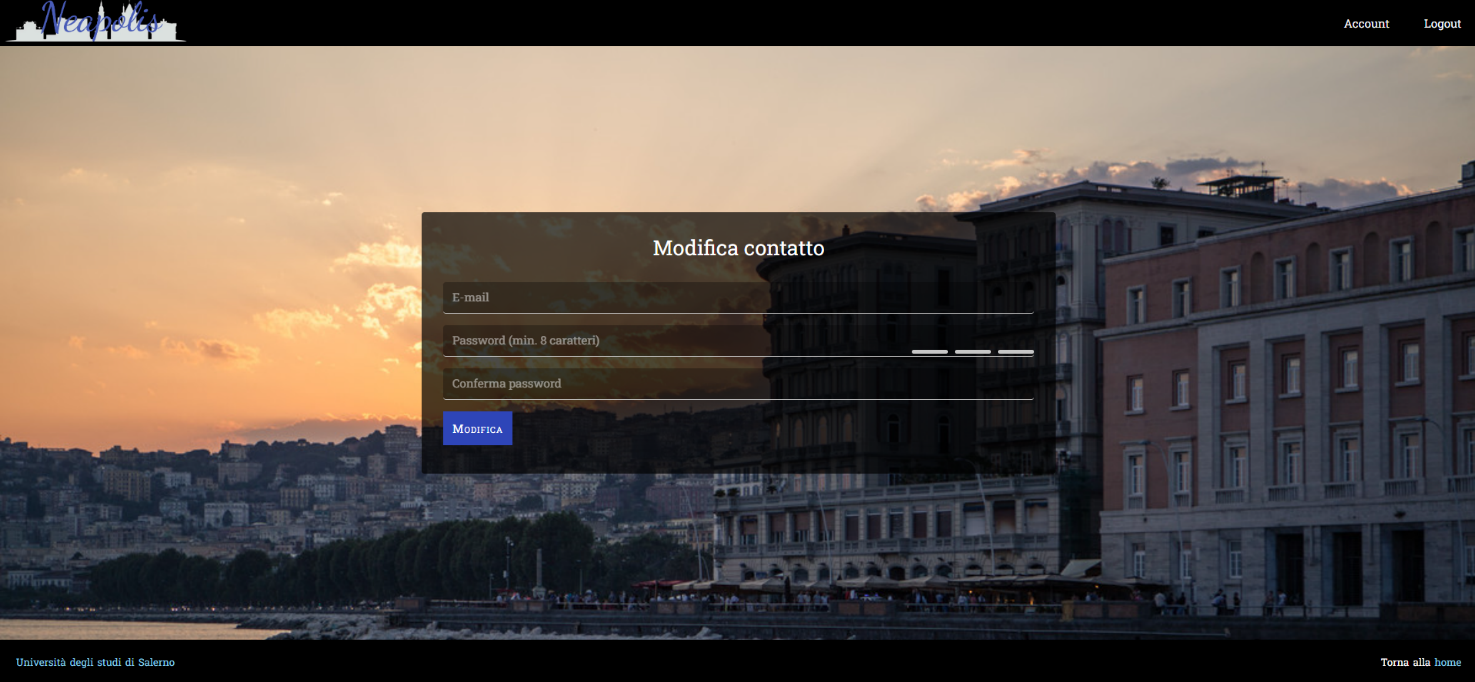 Neapolis
Account Logout
Modifica contatto
E-mail
Password (min. 8 caratteri)
Conferma password
Modifica
Università degli studi di Salerno
Torna alla home